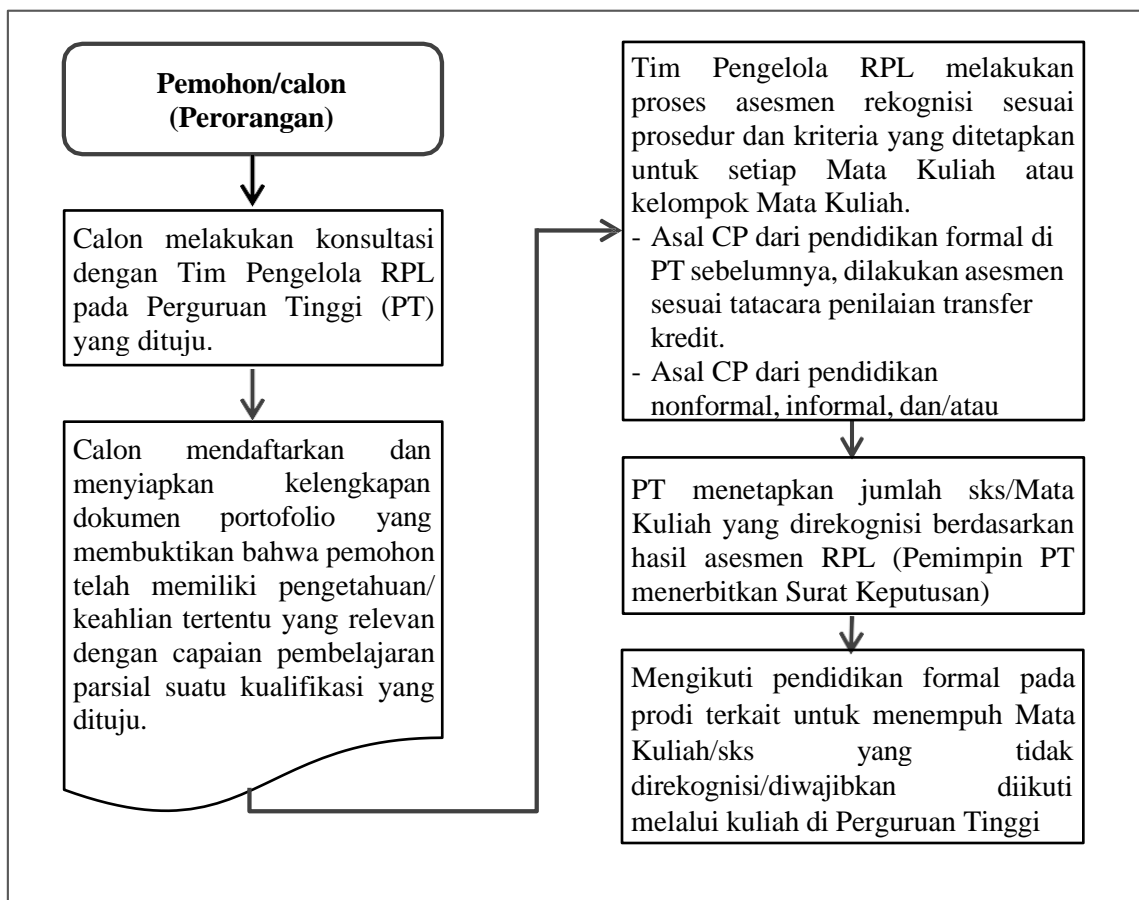 Pemohon/calon
(Perorangan)
Calon melakukan konsultasi
dengan Tim Pengelola RPL
pada Perguruan Tinggi (PT)
yang dituju.
Calon mendaftarkan dan
menyiapkan kelengkapan
dokumen portofolio yang
membuktikan bahwa pemohon
telah memiliki pengetahuan/
keahlian tertentu yang relevan
dengan capaian pembelajaran
parsial suatu kualifikasi yang
dituju.
Tim Pengelola RPL melakukan
proses asesmen rekognisi sesuai
prosedur dan kriteria yang ditetapkan
untuk setiap Mata Kuliah atau
kelompok Mata Kuliah.
- Asal CP dari pendidikan formal di
PT sebelumnya, dilakukan asesmen
sesuai tatacara penilaian transfer
kredit.
- Asal CP dari pendidikan
nonformal, informal, dan/atau
PT menetapkan jumlah sks/Mata
Kuliah yang direkognisi berdasarkan
hasil asesmen RPL (Pemimpin PT
menerbitkan Surat Keputusan)
Mengikuti pendidikan formal pada
prodi terkait untuk menempuh Mata
Kuliah/sks yang tidak
direkognisi/diwajibkan diikuti
melalui kuliah di Perguruan Tinggi